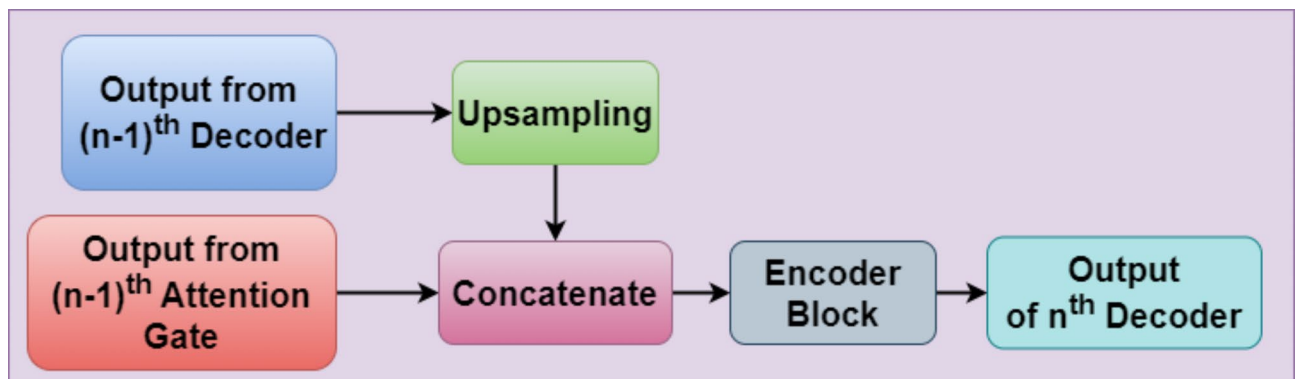 Output from
(n-1)th Decoder
Upsampling
Output from
(n-1)th Attention
Gate
Concatenate
Encoder
Block
Output
of nth Decoder